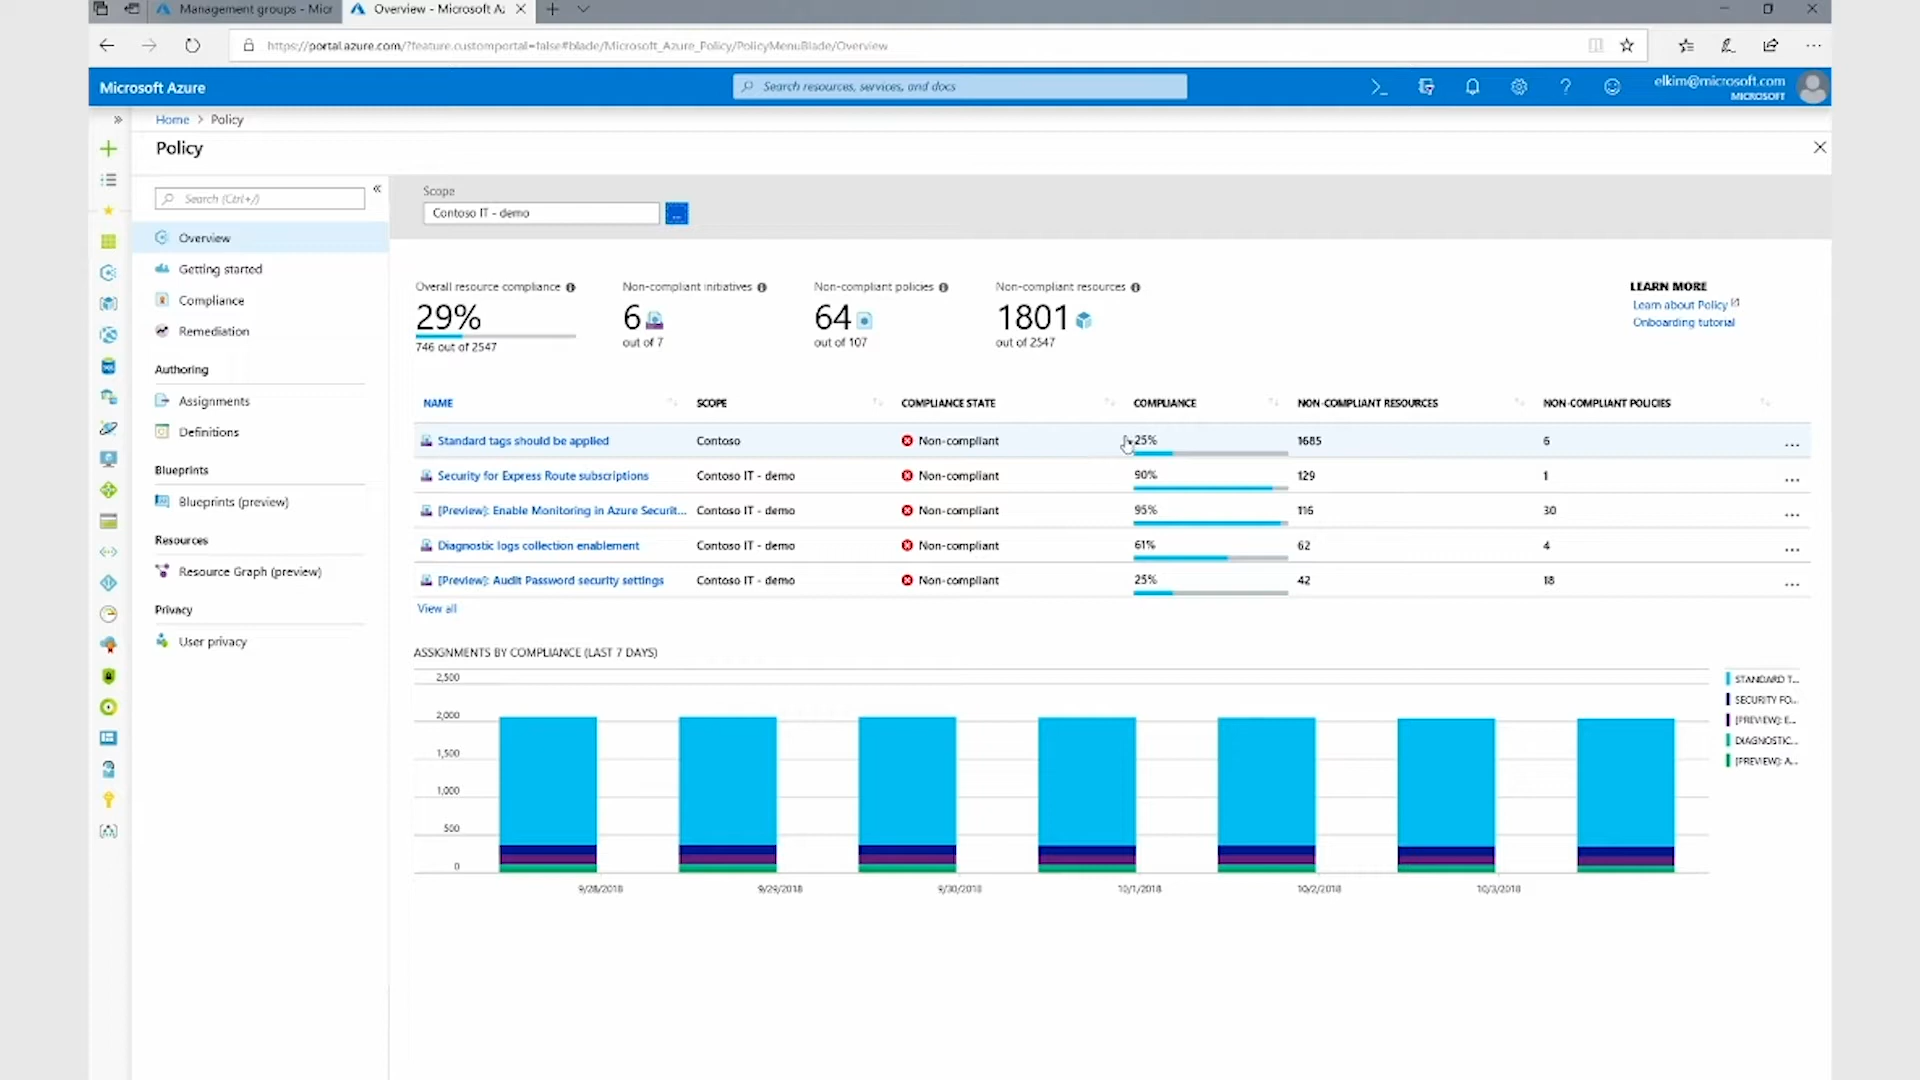 Management groups - Micr
Overview - Microsoft Az
https://portal.azure.com/?feature.customportal=false#blade/Microsoft_Azure_Policy/PolicyMenuBlade/Overview
Microsoft Azure
Search resources, services, and docs
elkim@microsoft.com
MICROSOFT
Home > Policy
Policy
Search (Ctrl+/)
Overview
Getting started
Compliance
Remediation
Authoring
Assignments
Definitions
Blueprints
Blueprints (preview)
Resources
Resource Graph (preview)
Privacy
User privacy
Scope
Contoso IT - demo
...
Overall resource compliance
29%
746 out of 2547
Non-compliant initiatives
6
out of 7
Non-compliant policies
64
out of 107
Non-compliant resources
1801
out of 2547
LEARN MORE
Learn about Policy
Onboarding tutorial
NAME SCOPE COMPLIANCE STATE COMPLIANCE NON-COMPLIANT RESOURCES NON-COMPLIANT POLICIES
Standard tags should be applied Contoso Non-compliant 25% 1685 6 ...
Security for Express Route subscriptions Contoso IT - demo Non-compliant 90% 129 1 ...
[Preview]: Enable Monitoring in Azure Securit... Contoso IT - demo Non-compliant 95% 116 30 ...
Diagnostic logs collection enablement Contoso IT - demo Non-compliant 61% 62 4 ...
[Preview]: Audit Password security settings Contoso IT - demo Non-compliant 25% 42 18 ...
View all
ASSIGNMENTS BY COMPLIANCE (LAST 7 DAYS)
2,500
2,000
1,500
1,000
500
0
9/28/2018 9/29/2018 9/30/2018 10/1/2018 10/2/2018 10/3/2018
STANDARD T...
SECURITY FO...
[PREVIEW]: E...
DIAGNOSTIC...
[PREVIEW]: A...